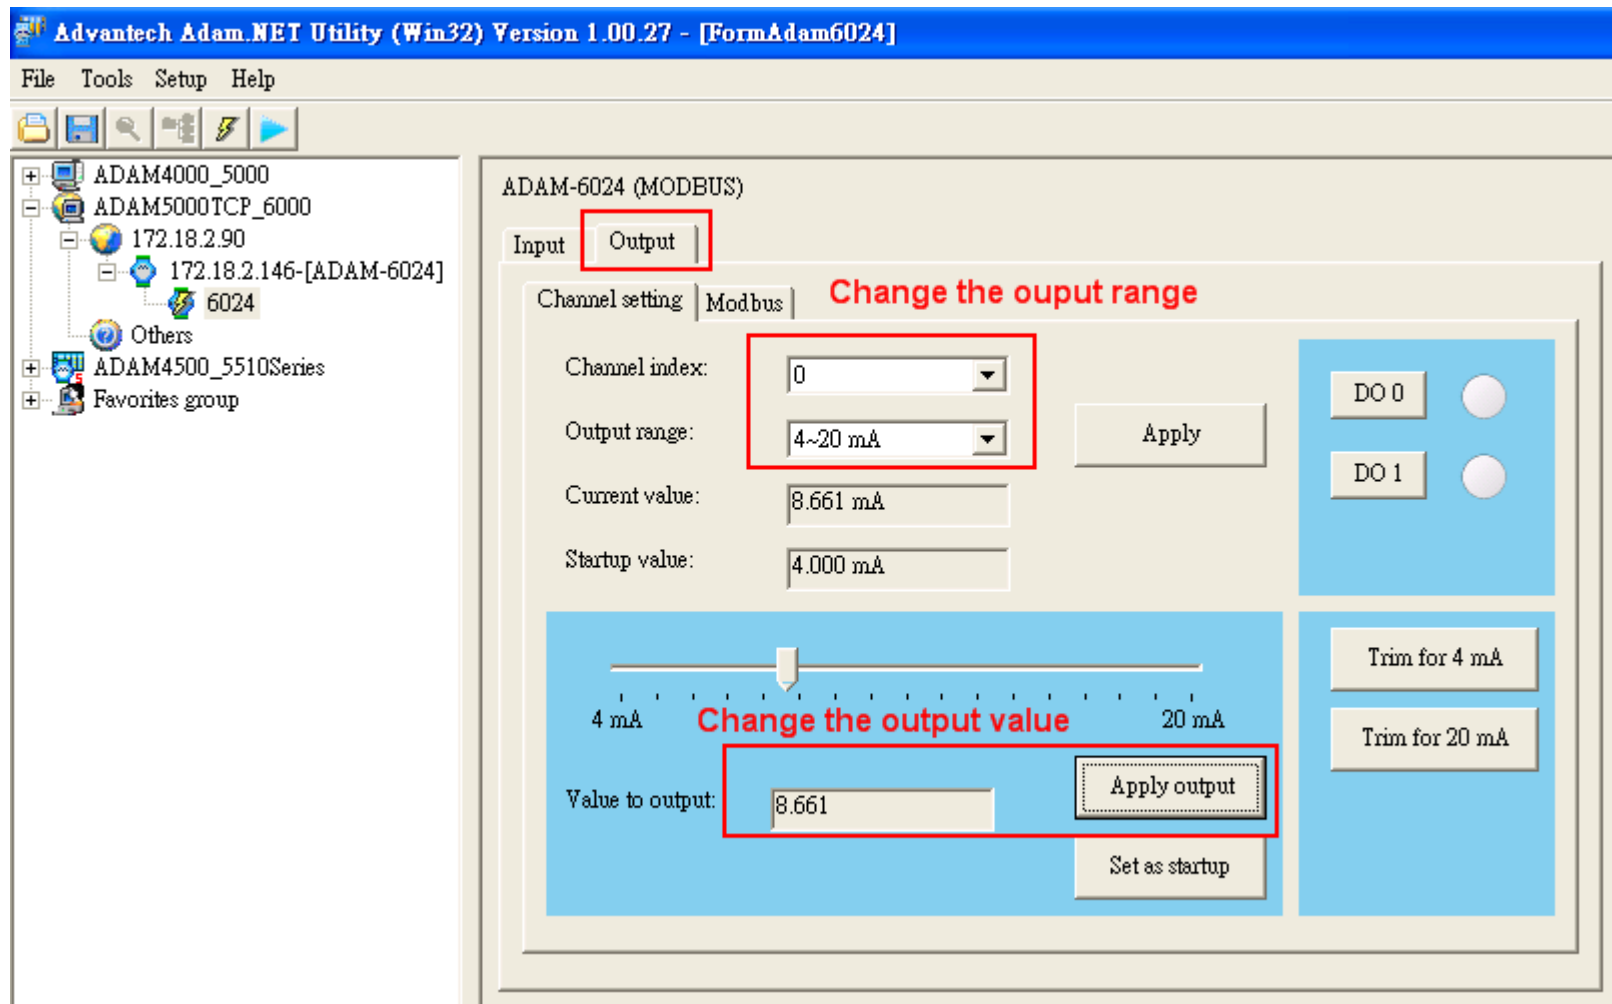 Advantech Adam.NET Utility (Win32) Version 1.00.27 - [FormAdam6024]
File Tools Setup Help
ADAM4000_5000
ADAM5000TCP_6000
172.18.2.90
172.18.2.146-[ADAM-6024]
6024
Others
ADAM4500_5510Series
Favorites group
ADAM-6024 (MODBUS)
Input Output
Channel setting Modbus
Change the ouput range
Channel index: 0
Output range: 4~20 mA
Apply
Current value: 8.661 mA
Startup value: 4.000 mA
DO 0
DO 1
4 mA
20 mA
Change the output value
Value to output: 8.661
Apply output
Set as startup
Trim for 4 mA
Trim for 20 mA